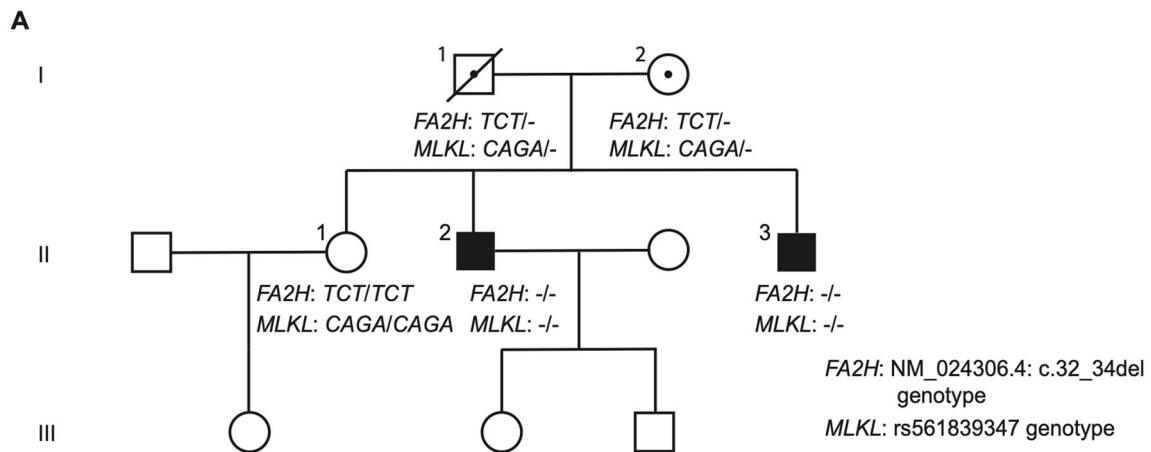 A
I
1
2
FA2H: TCT/-
MLKL: CAGA/-
FA2H: TCT/-
MLKL: CAGA/-
II
1
2
3
FA2H: TCT/TCT
MLKL: CAGA/CAGA
FA2H: -/-
MLKL: -/-
FA2H: -/-
MLKL: -/-
III
FA2H: NM_024306.4: c.32_34del
genotype
MLKL: rs561839347 genotype